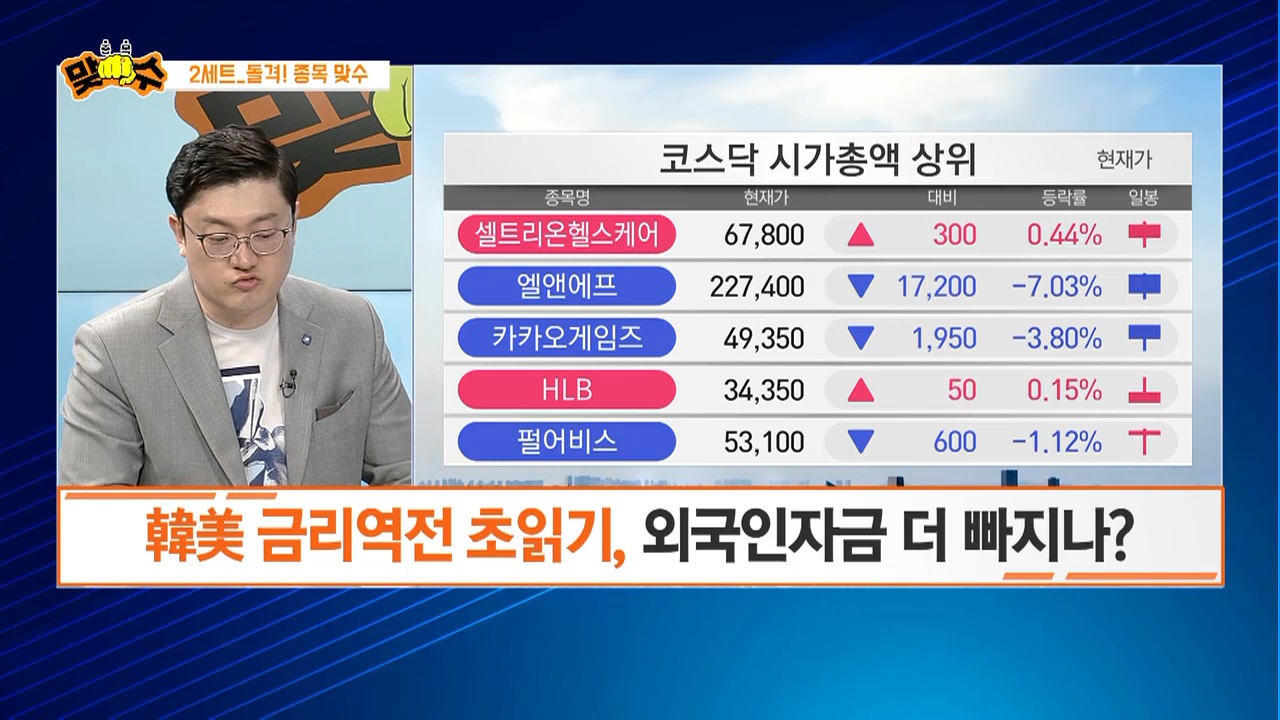 종목
맞수
2세트_돌격! 종목 맞수
코스닥 시가총액 상위 현재가
종목명 현재가 대비 등락률 일봉
셀트리온헬스케어 67,800 ▲ 300 0.44%
엘앤에프 227,400 ▼ 17,200 -7.03%
카카오게임즈 49,350 ▼ 1,950 -3.80%
HLB 34,350 ▲ 50 0.15%
펄어비스 53,100 ▼ 600 -1.12%
韓美 금리역전 초읽기, 외국인자금 더 빠지나?